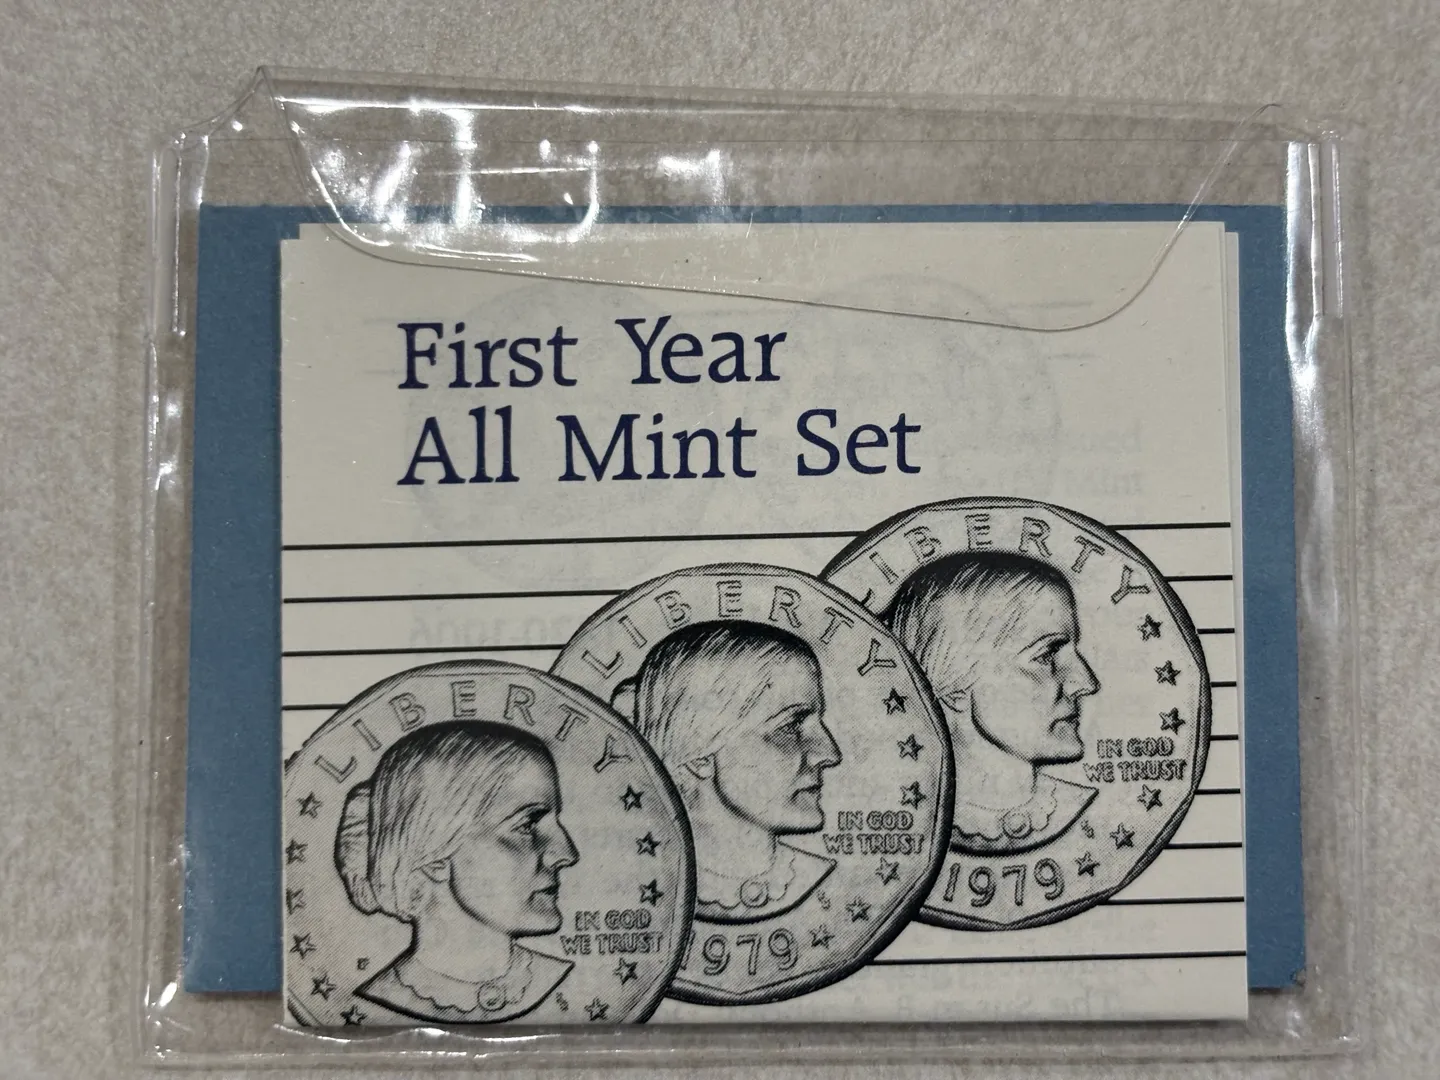 First Year
All Mint Set
LIBERTY
IN GOD
WE TRUST
1979
LIBERTY
IN GOD
WE TRUST
1979
LIBERTY
IN GOD
WE TRUST